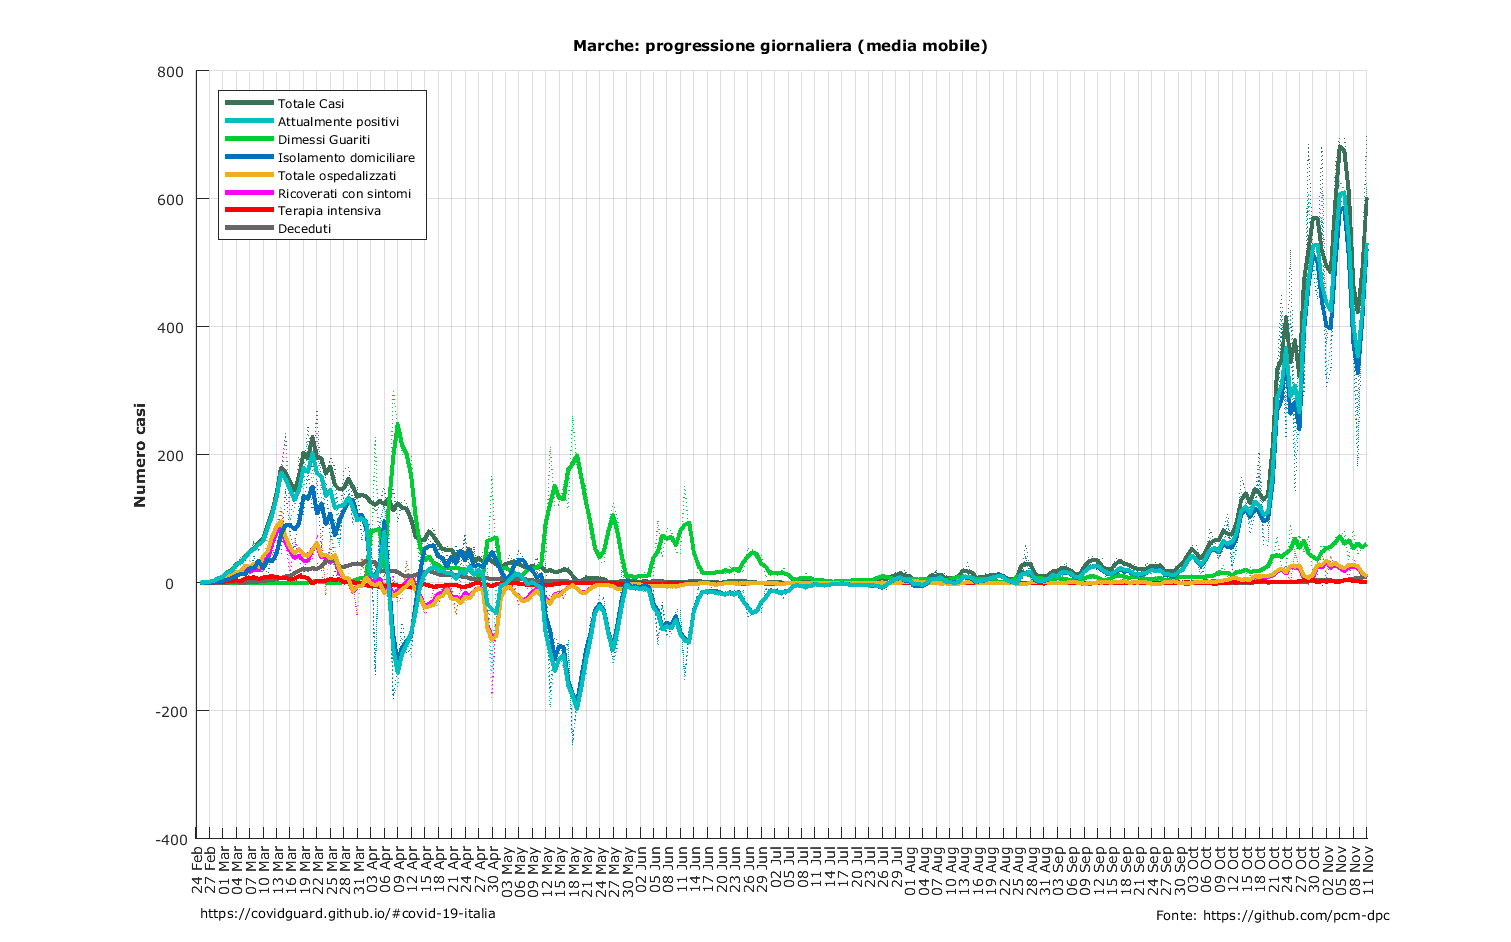 Marche: progressione giornaliera (media mobile)
800
600
400
200
0
-200
-400
Numero casi
Totale Casi
Attualmente positivi
Dimessi Guariti
Isolamento domiciliare
Totale ospedalizzati
Ricoverati con sintomi
Terapia intensiva
Deceduti
24 Feb
27 Feb
01 Mar
04 Mar
07 Mar
10 Mar
13 Mar
16 Mar
19 Mar
22 Mar
25 Mar
28 Mar
31 Mar
03 Apr
06 Apr
09 Apr
12 Apr
15 Apr
18 Apr
21 Apr
24 Apr
27 Apr
30 Apr
03 May
06 May
09 May
12 May
15 May
18 May
21 May
24 May
27 May
30 May
02 Jun
05 Jun
08 Jun
11 Jun
14 Jun
17 Jun
20 Jun
23 Jun
26 Jun
29 Jun
02 Jul
05 Jul
08 Jul
11 Jul
14 Jul
17 Jul
20 Jul
23 Jul
26 Jul
29 Jul
01 Aug
04 Aug
07 Aug
10 Aug
13 Aug
16 Aug
19 Aug
22 Aug
25 Aug
28 Aug
31 Aug
03 Sep
06 Sep
09 Sep
12 Sep
15 Sep
18 Sep
21 Sep
24 Sep
27 Sep
30 Sep
03 Oct
06 Oct
09 Oct
12 Oct
15 Oct
18 Oct
21 Oct
24 Oct
27 Oct
30 Oct
02 Nov
05 Nov
08 Nov
11 Nov
https://covidguard.github.io/#covid-19-italia
Fonte: https://github.com/pcm-dpc